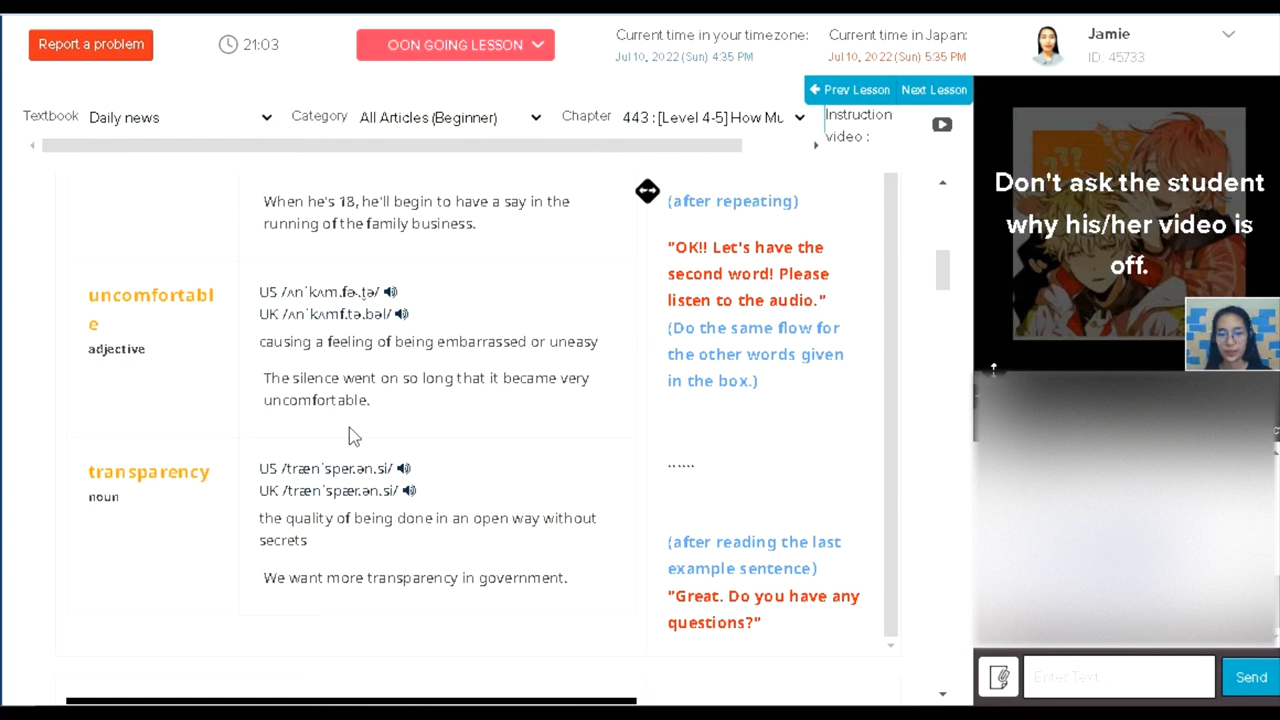 Report a problem
21:03
OON GOING LESSON
Current time in your timezone:
Jul 10, 2022 (Sun) 4:35 PM
Current time in Japan:
Jul 10, 2022 (Sun) 5:35 PM
Jamie
ID: 45733
Prev Lesson
Next Lesson
Textbook
Daily news
Category
All Articles (Beginner)
Chapter
443 : [Level 4-5] How Mu
Instruction
video :
When he's 18, he'll begin to have a say in the
running of the family business.
uncomfortabl
e
adjective
US /ʌnˈkʌm.fɚ.t̬ə/
UK /ʌnˈkʌmf.tə.bəl/
causing a feeling of being embarrassed or uneasy
The silence went on so long that it became very
uncomfortable.
transparency
noun
US /trænˈsper.ən.si/
UK /trænˈspær.ən.si/
the quality of being done in an open way without
secrets
We want more transparency in government.
(after repeating)
"OK!! Let's have the
second word! Please
listen to the audio."
(Do the same flow for
the other words given
in the box.)
``````
(after reading the last
example sentence)
"Great. Do you have any
questions?"
Don't ask the student
why his/her video is
off.
Enter Text...
Send